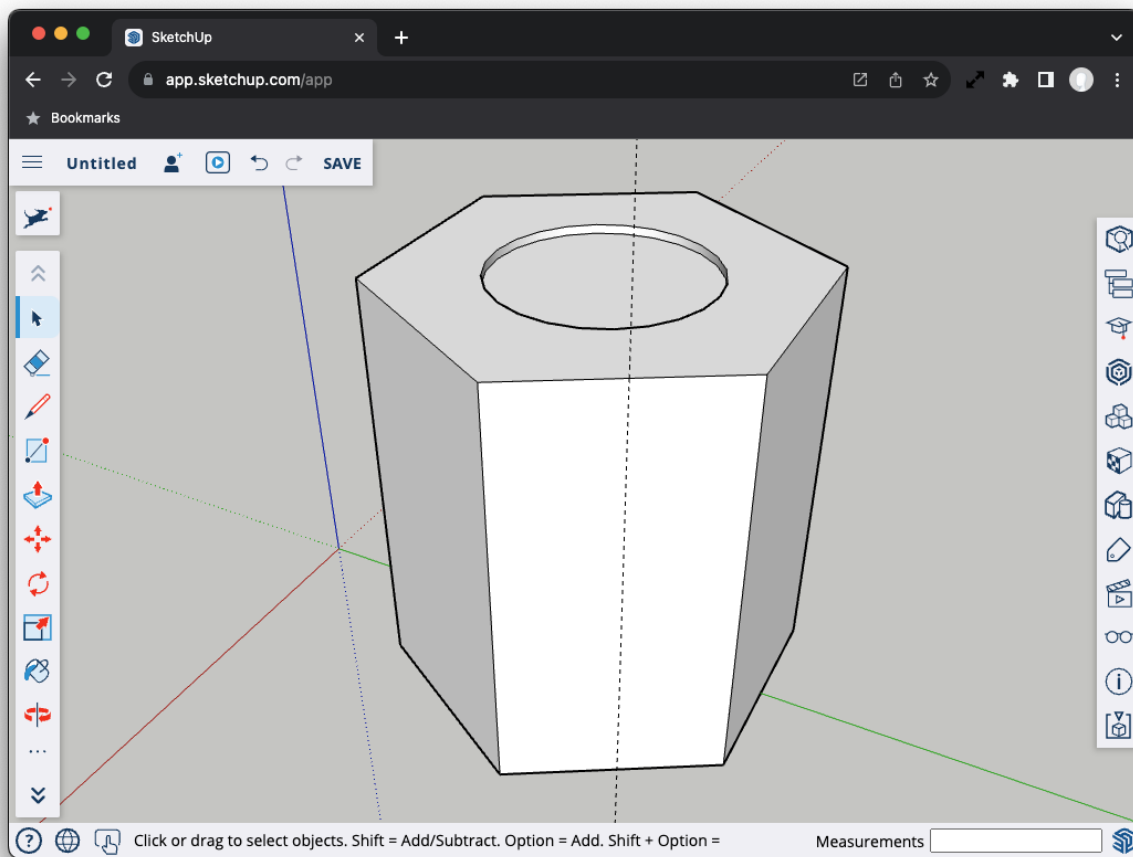 SketchUp
app.sketchup.com/app
Bookmarks
Untitled
SAVE
Click or drag to select objects. Shift = Add/Subtract. Option = Add. Shift + Option =
Measurements